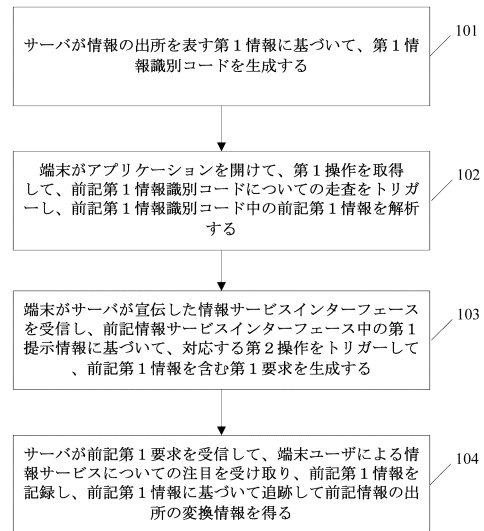 サーバが情報の出所を表す第1情報に基づいて、第1情
報識別コードを生成する
101
端末がアプリケーションを開けて、第1操作を取得
して、前記第1情報識別コードについての走査をトリガ
ーし、前記第1情報識別コード中の前記第1情報を解析
する
102
端末がサーバが宣伝した情報サービスインターフェース
を受信し、前記情報サービスインターフェース中の第1
提示情報に基づいて、対応する第2操作をトリガーして
、前記第1情報を含む第1要求を生成する
103
サーバが前記第1要求を受信して、端末ユーザによる情
報サービスについての注目を受け取り、前記第1情報を
記録し、前記第1情報に基づいて追跡して前記情報の出
所の変換情報を得る
104